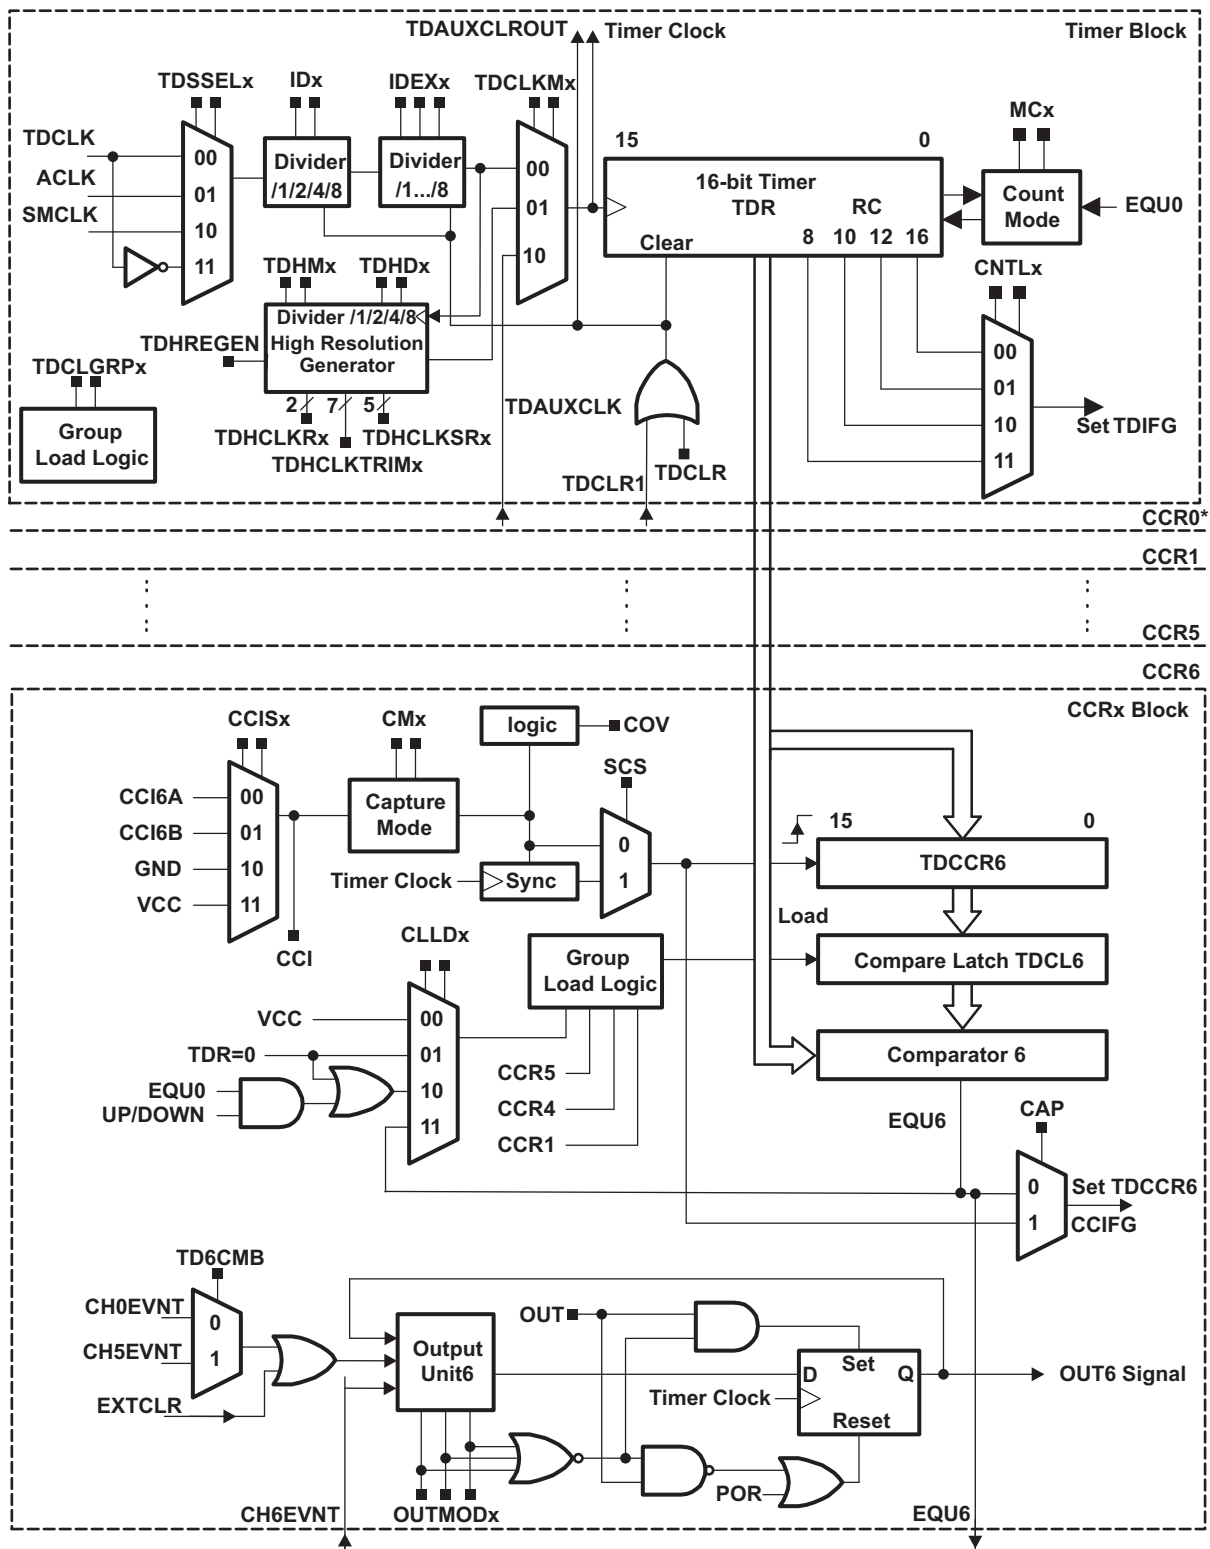 TDAUXCLROUT
Timer Clock
Timer Block
TDSSELx
IDx
IDEXx
TDCLKMx
MCx
15
0
TDCLK
ACLK
SMCLK
00
01
10
11
Divider
/1/2/4/8
Divider
/1.../8
00
01
10
16-bit Timer
TDR
RC
Clear
8
10
12
16
Count
Mode
EQU0
TDHMx
TDHDx
CNTLx
Divider /1/2/4/8
High Resolution
Generator
TDHREGEN
TDCLGRPx
2
7
5
TDHCLKRx
TDHCLKSRx
TDHCLKTRIMx
Group
Load Logic
TDAUXCLK
TDCLR1
TDCLR
00
01
10
11
Set TDIFG
CCR0*
CCR1
CCR5
CCR6
CCRx Block
CCISx
CMx
logic
COV
SCS
CCI6A
CCI6B
GND
VCC
00
01
10
11
Capture
Mode
CCI
Timer Clock
Sync
0
1
15
0
TDCCR6
Load
Compare Latch TDCL6
Comparator 6
CLLDx
Group
Load Logic
VCC
TDR=0
EQU0
UP/DOWN
00
01
10
11
CCR5
CCR4
CCR1
EQU6
CAP
0
1
Set TDCCR6
CCIFG
TD6CMB
CH0EVNT
CH5EVNT
0
1
EXTCLR
Output
Unit6
OUT
Set
D
Q
Timer Clock
Reset
OUT6 Signal
POR
CH6EVNT
OUTMODx
EQU6